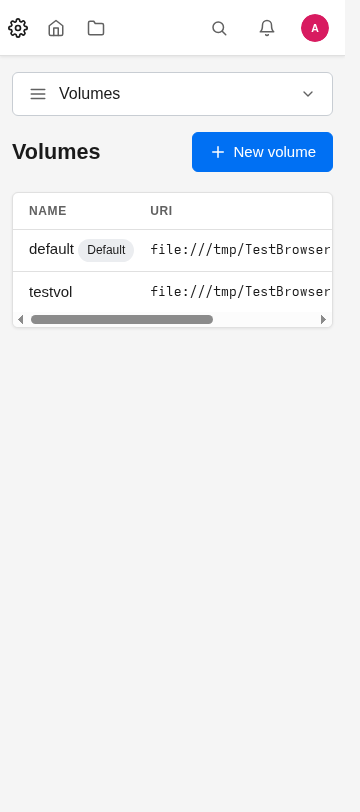 A
Volumes
Volumes
New volume
NAME URI
default Default file:///tmp/TestBrowser
testvol file:///tmp/TestBrowser